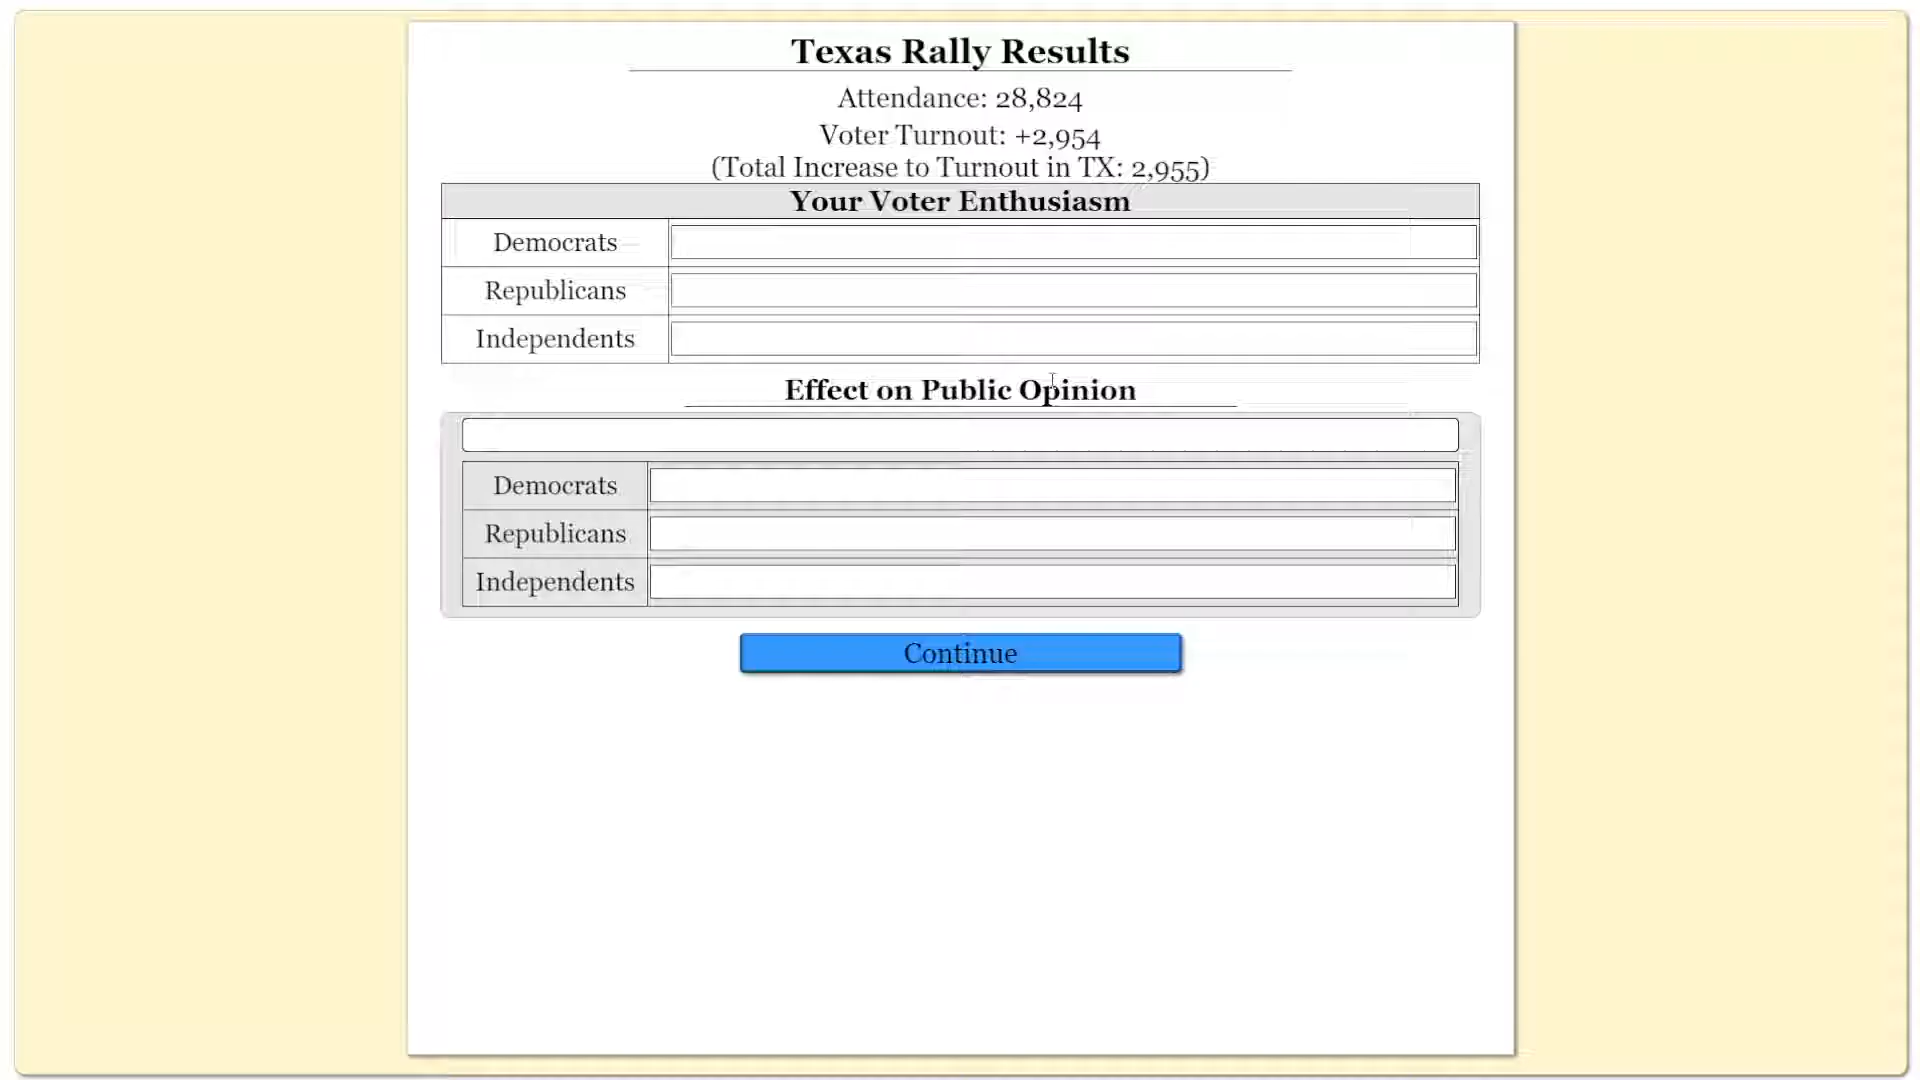 Texas Rally Results
Attendance: 28,824
Voter Turnout: +2,954
(Total Increase to Turnout in TX: 2,955)
Your Voter Enthusiasm
Democrats
Republicans
Independents
Effect on Public Opinion
Democrats
Republicans
Independents
Continue